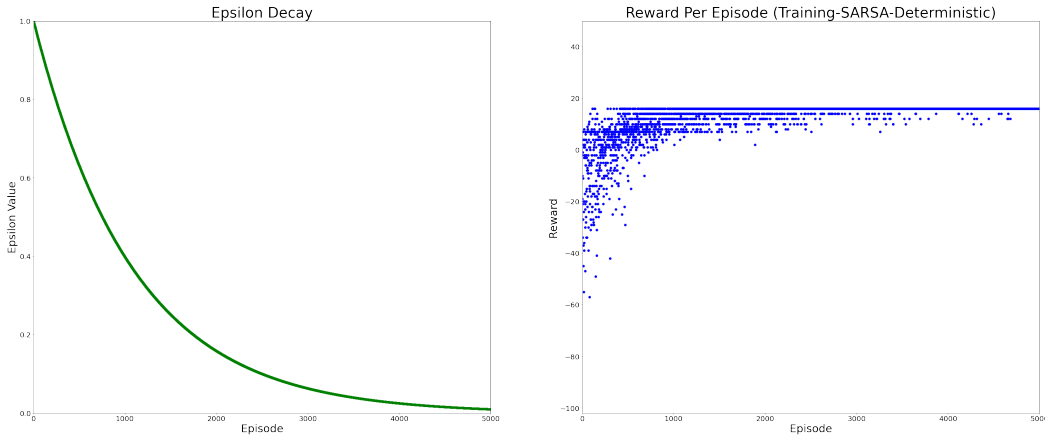 Epsilon Decay
Epsilon Value
1.0
0.8
0.6
0.4
0.2
0.0
0 1000 2000 3000 4000 5000
Episode
Reward Per Episode (Training-SARSA-Deterministic)
Reward
40
20
0
−20
−40
−60
−80
−100
0 1000 2000 3000 4000 5000
Episode